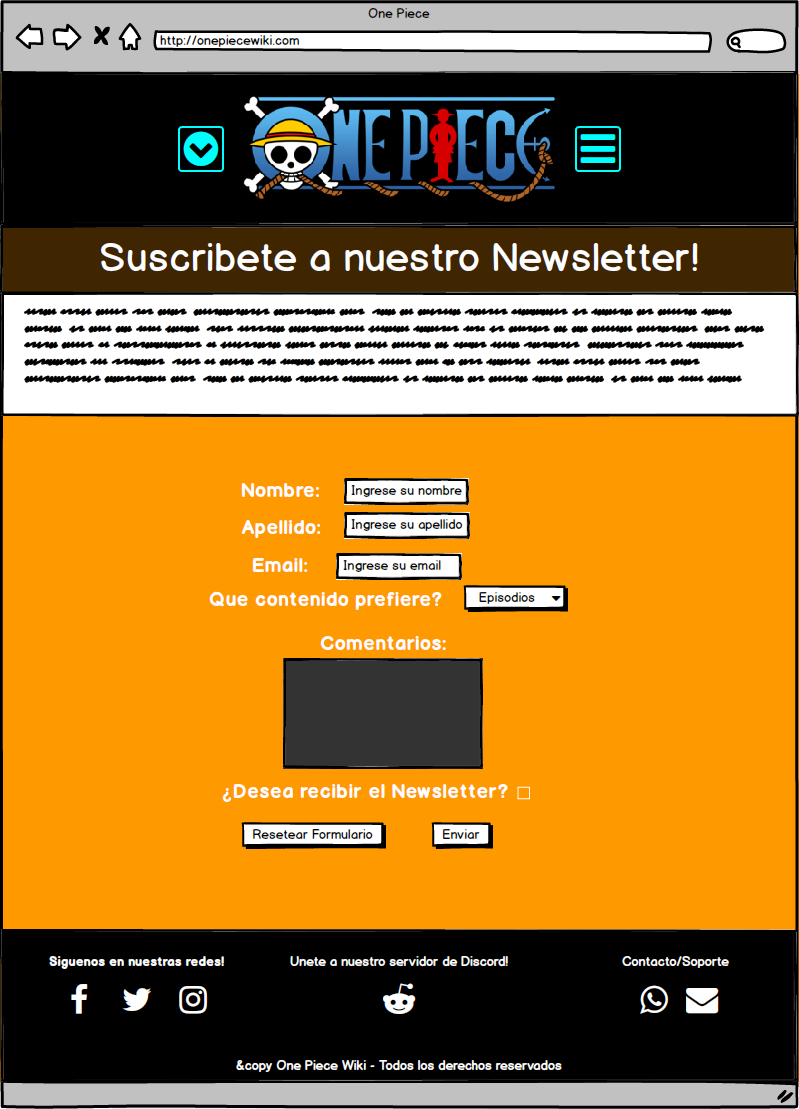 One Piece
http://onepiecewiki.com
ONE PIECE
Suscribete a nuestro Newsletter!
Nombre: Ingrese su nombre
Apellido: Ingrese su apellido
Email: Ingrese su email
Que contenido prefiere? Episodios
Comentarios:
¿Desea recibir el Newsletter?
Resetear Formulario Enviar
Siguenos en nuestras redes! Unete a nuestro servidor de Discord! Contacto/Soporte
&copy One Piece Wiki - Todos los derechos reservados